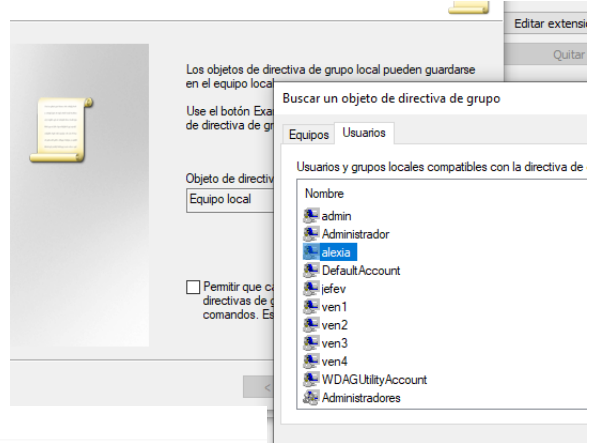 Editar extensi
Quitar
Los objetos de directiva de grupo local pueden guardarse
en el equipo local
Use el botón Exa
de directiva de gr
Objeto de directiv
Equipo local
Permitir que ca
directivas de g
comandos. Es
<
Buscar un objeto de directiva de grupo
Equipos Usuarios
Usuarios y grupos locales compatibles con la directiva de
Nombre
admin
Administrador
alexia
DefaultAccount
jefev
ven1
ven2
ven3
ven4
WDAGUtilityAccount
Administradores